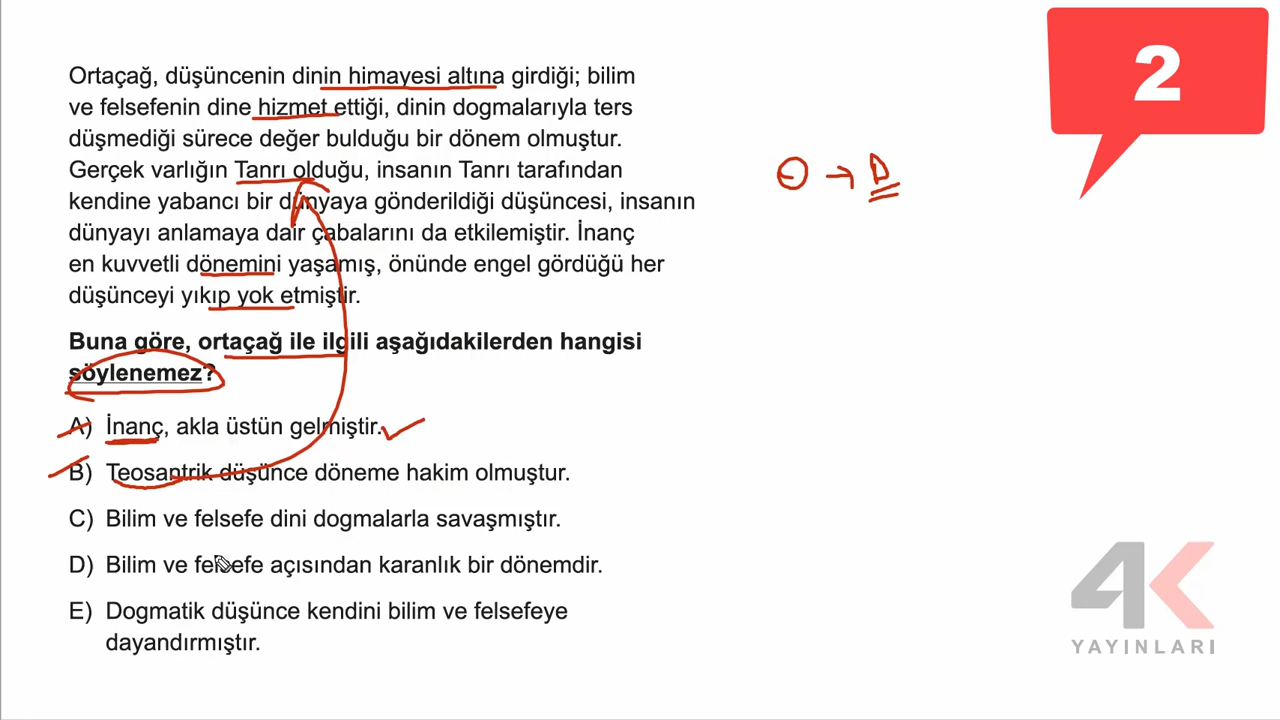 2
Ortaçağ, düşüncenin dinin himayesi altına girdiği; bilim
ve felsefenin dine hizmet ettiği, dinin dogmalarıyla ters
düşmediği sürece değer bulduğu bir dönem olmuştur.
Gerçek varlığın Tanrı olduğu, insanın Tanrı tarafından
kendine yabancı bir dünyaya gönderildiği düşüncesi, insanın
dünyayı anlamaya dair çabalarını da etkilemiştir. İnanç
en kuvvetli dönemini yaşamış, önünde engel gördüğü her
düşünceyi yıkıp yok etmiştir.
Buna göre, ortaçağ ile ilgili aşağıdakilerden hangisi
söylenemez?
A) İnanç, akla üstün gelmiştir.
B) Teosantrik düşünce döneme hakim olmuştur.
C) Bilim ve felsefe dini dogmalarla savaşmıştır.
D) Bilim ve felsefe açısından karanlık bir dönemdir.
E) Dogmatik düşünce kendini bilim ve felsefeye
dayandırmıştır.
4K
YAYINLARI